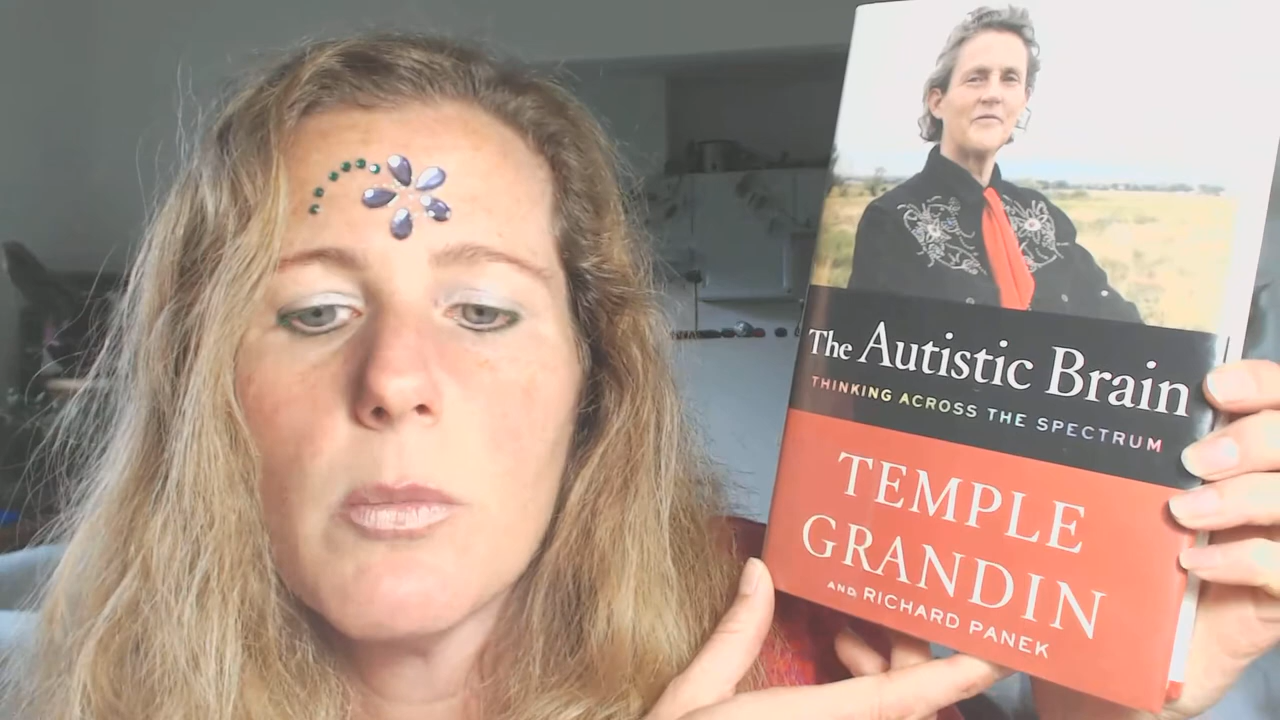 The Autistic Brain
THINKING ACROSS THE SPECTRUM
TEMPLE
GRANDIN
AND RICHARD PANEK